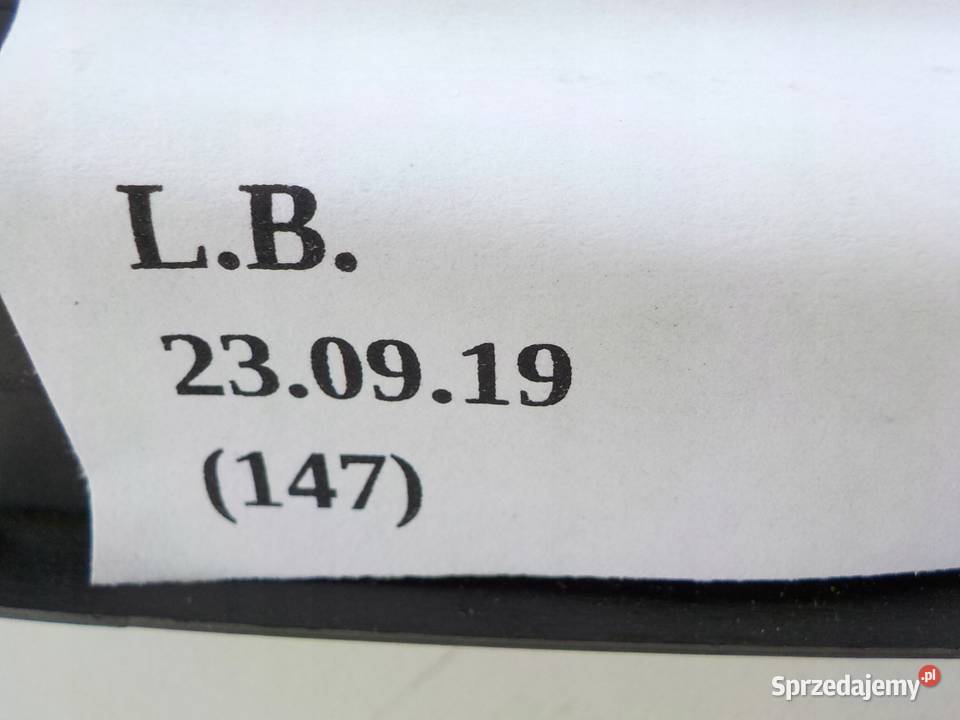 L.B.
23.09.19
(147)
Sprzedajemy.pl